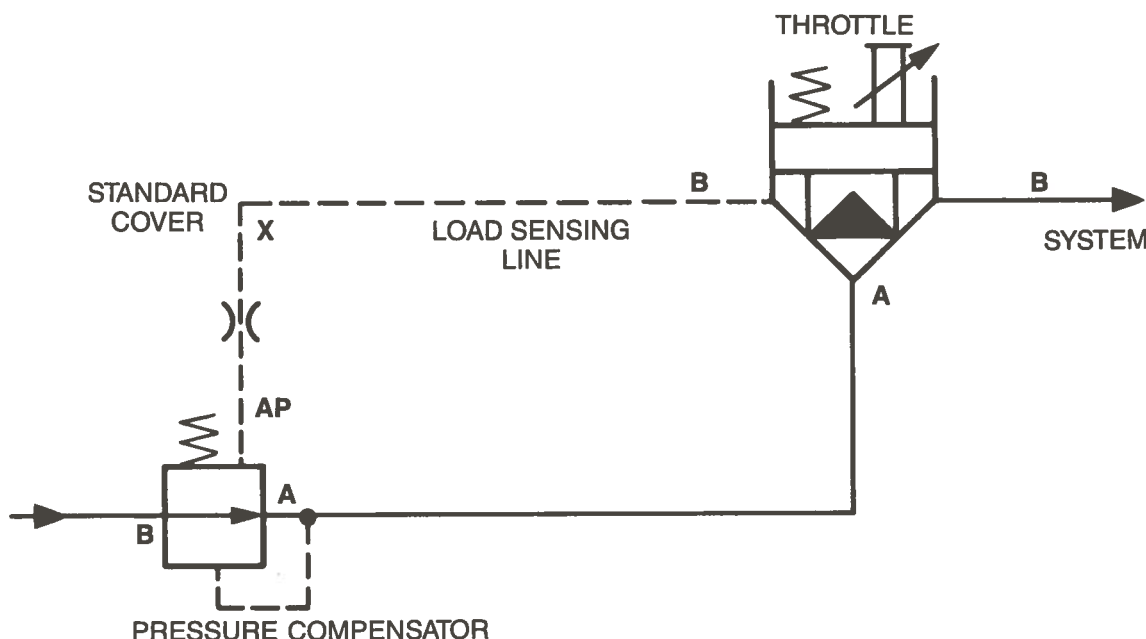 THROTTLE
STANDARD
COVER
B
B
X
LOAD SENSING
LINE
SYSTEM
A
AP
A
B
PRESSURE COMPENSATOR